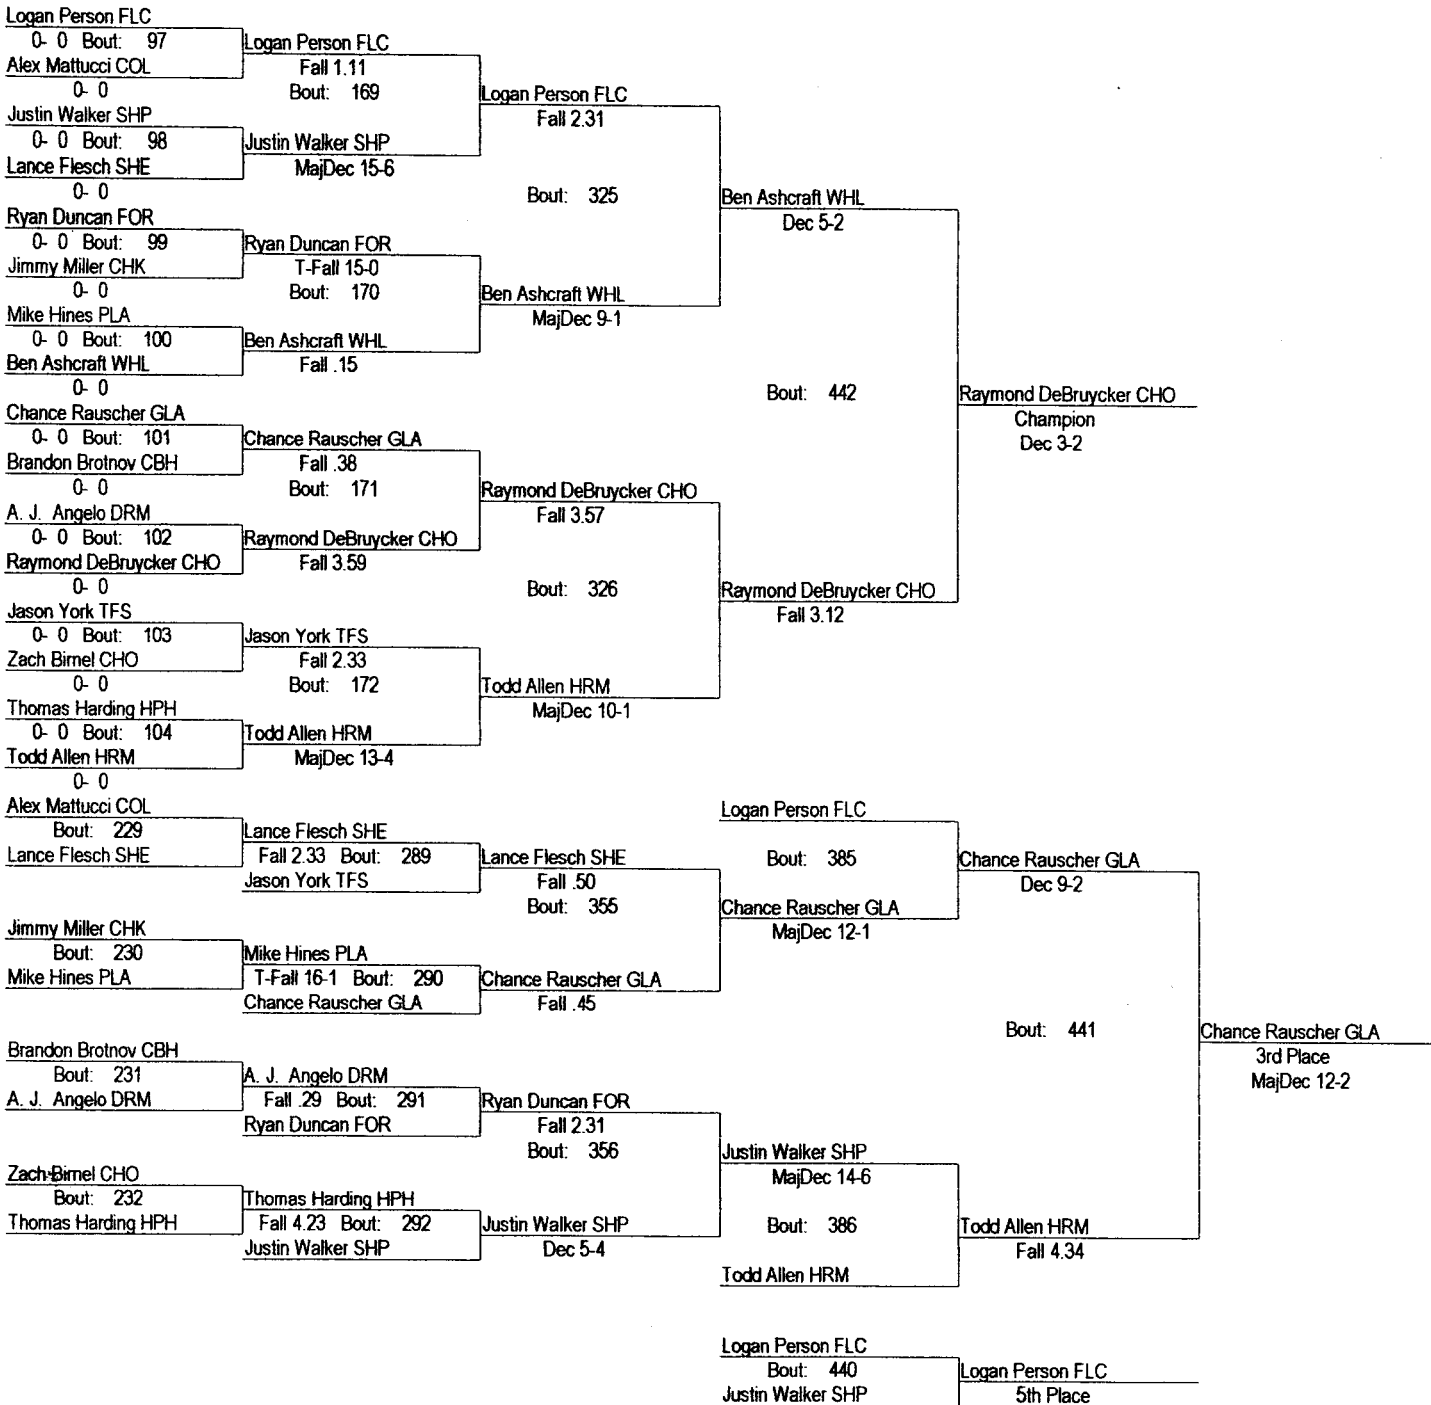 Logan Person FLC
0- 0 Bout: 97
Alex Mattucci COL
0- 0
Justin Walker SHP
0- 0 Bout: 98
Lance Flesch SHE
0- 0
Ryan Duncan FOR
0- 0 Bout: 99
Jimmy Miller CHK
0- 0
Mike Hines PLA
0- 0 Bout: 100
Ben Ashcraft WHL
0- 0
Chance Rauscher GLA
0- 0 Bout: 101
Brandon Brotnov CBH
0- 0
A. J. Angelo DRM
0- 0 Bout: 102
Raymond DeBruycker CHO
0- 0
Jason York TFS
0- 0 Bout: 103
Zach Birnel CHO
0- 0
Thomas Harding HPH
0- 0 Bout: 104
Todd Allen HRM
0- 0
Logan Person FLC
Fall 1.11
Bout: 169
Justin Walker SHP
MajDec 15-6
Ryan Duncan FOR
T-Fall 15-0
Bout: 170
Ben Ashcraft WHL
Fall .15
Chance Rauscher GLA
Fall .38
Bout: 171
Raymond DeBruycker CHO
Fall 3.59
Jason York TFS
Fall 2.33
Bout: 172
Todd Allen HRM
MajDec 13-4
Logan Person FLC
Fall 2.31
Bout: 325
Ben Ashcraft WHL
MajDec 9-1
Raymond DeBruycker CHO
Fall 3.57
Bout: 326
Todd Allen HRM
MajDec 10-1
Ben Ashcraft WHL
Dec 5-2
Bout: 442
Raymond DeBruycker CHO
Fall 3.12
Raymond DeBruycker CHO
Champion
Dec 3-2
Alex Mattucci COL
Bout: 229
Lance Flesch SHE
Jimmy Miller CHK
Bout: 230
Mike Hines PLA
Brandon Brotnov CBH
Bout: 231
A. J. Angelo DRM
Zach Birnel CHO
Bout: 232
Thomas Harding HPH
Lance Flesch SHE
Fall 2.33 Bout: 289
Jason York TFS
Mike Hines PLA
T-Fall 16-1 Bout: 290
Chance Rauscher GLA
A. J. Angelo DRM
Fall .29 Bout: 291
Ryan Duncan FOR
Thomas Harding HPH
Fall 4.23 Bout: 292
Justin Walker SHP
Lance Flesch SHE
Fall .50
Bout: 355
Chance Rauscher GLA
Fall .45
Ryan Duncan FOR
Fall 2.31
Bout: 356
Justin Walker SHP
Dec 5-4
Logan Person FLC
Bout: 385
Chance Rauscher GLA
MajDec 12-1
Justin Walker SHP
MajDec 14-6
Bout: 386
Todd Allen HRM
Chance Rauscher GLA
Dec 9-2
Bout: 441
Todd Allen HRM
Fall 4.34
Chance Rauscher GLA
3rd Place
MajDec 12-2
Logan Person FLC
Bout: 440
Justin Walker SHP
Logan Person FLC
5th Place